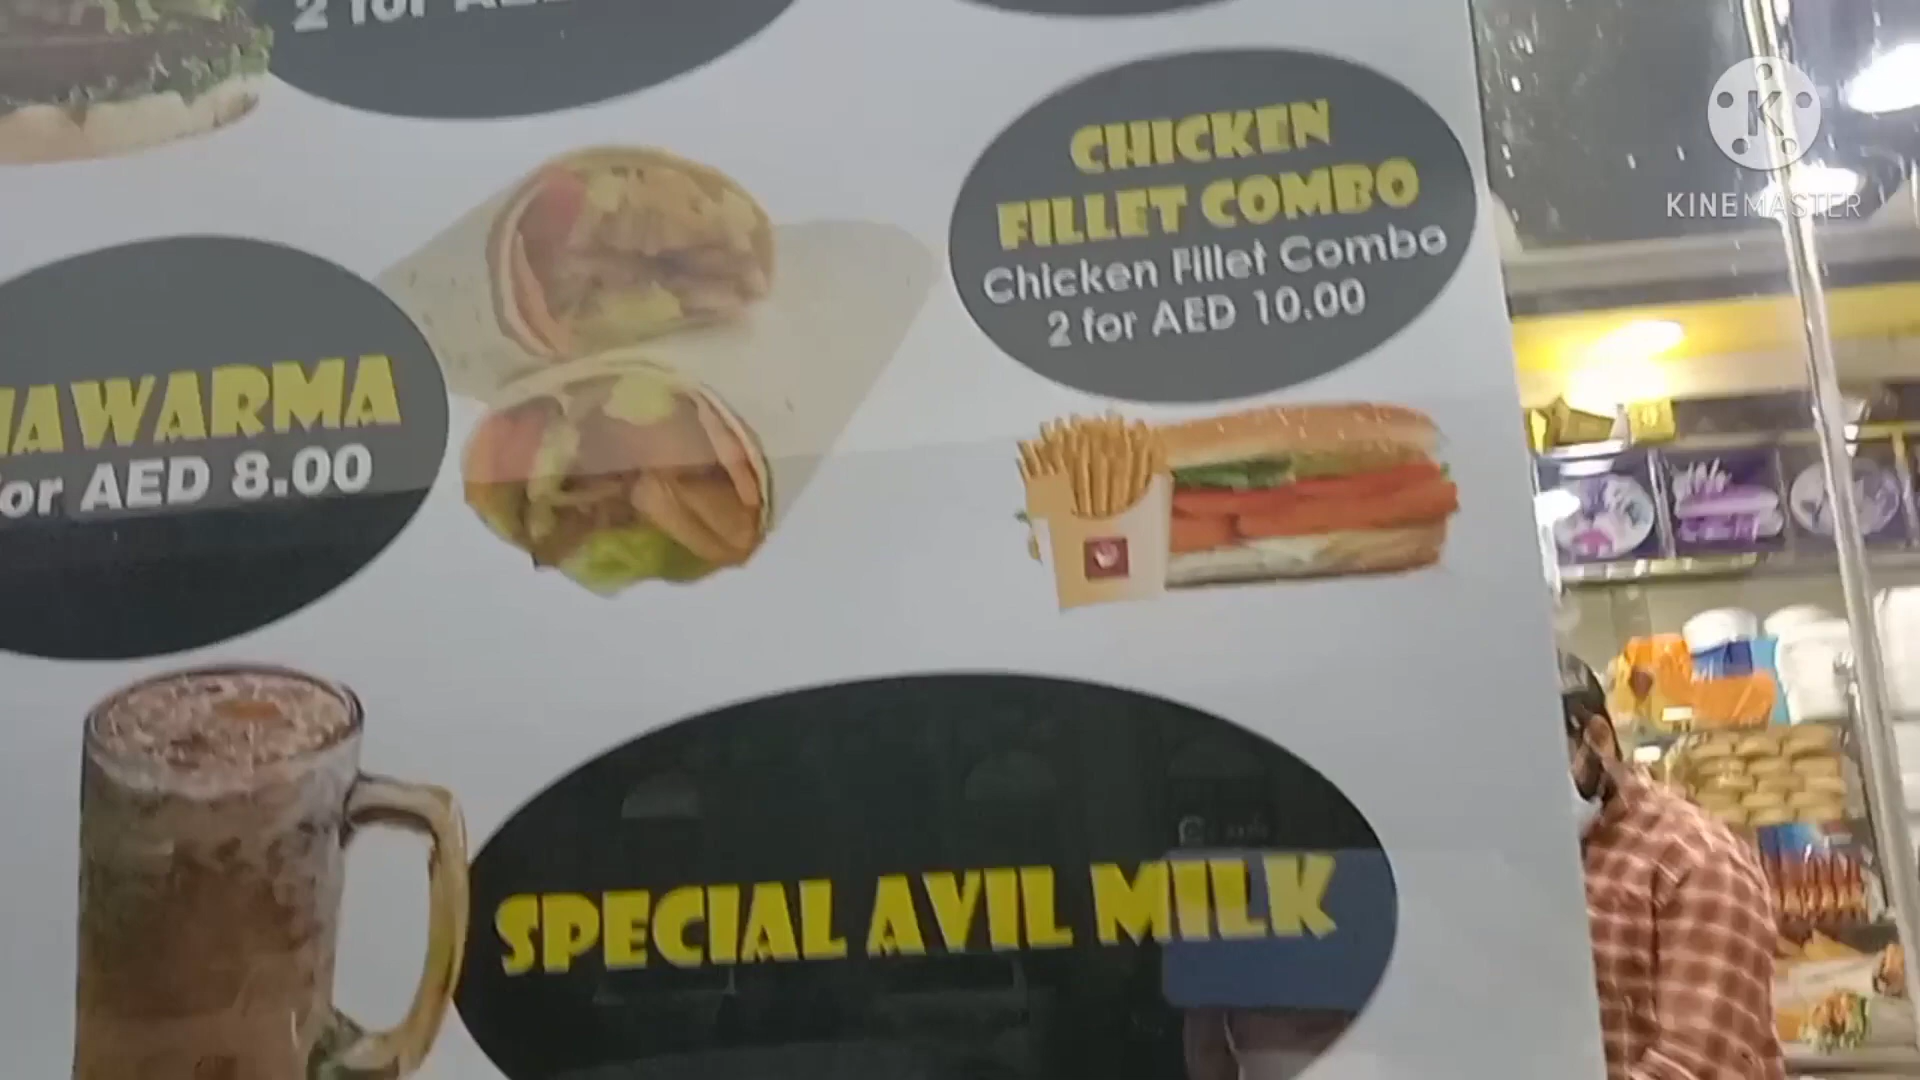 2 for
CHICKEN
FILLET COMBO
Chicken Fillet Combo
2 for AED 10.00
KINEMASTER
AWARMA
for AED 8.00
SPECIAL AVIL MILK